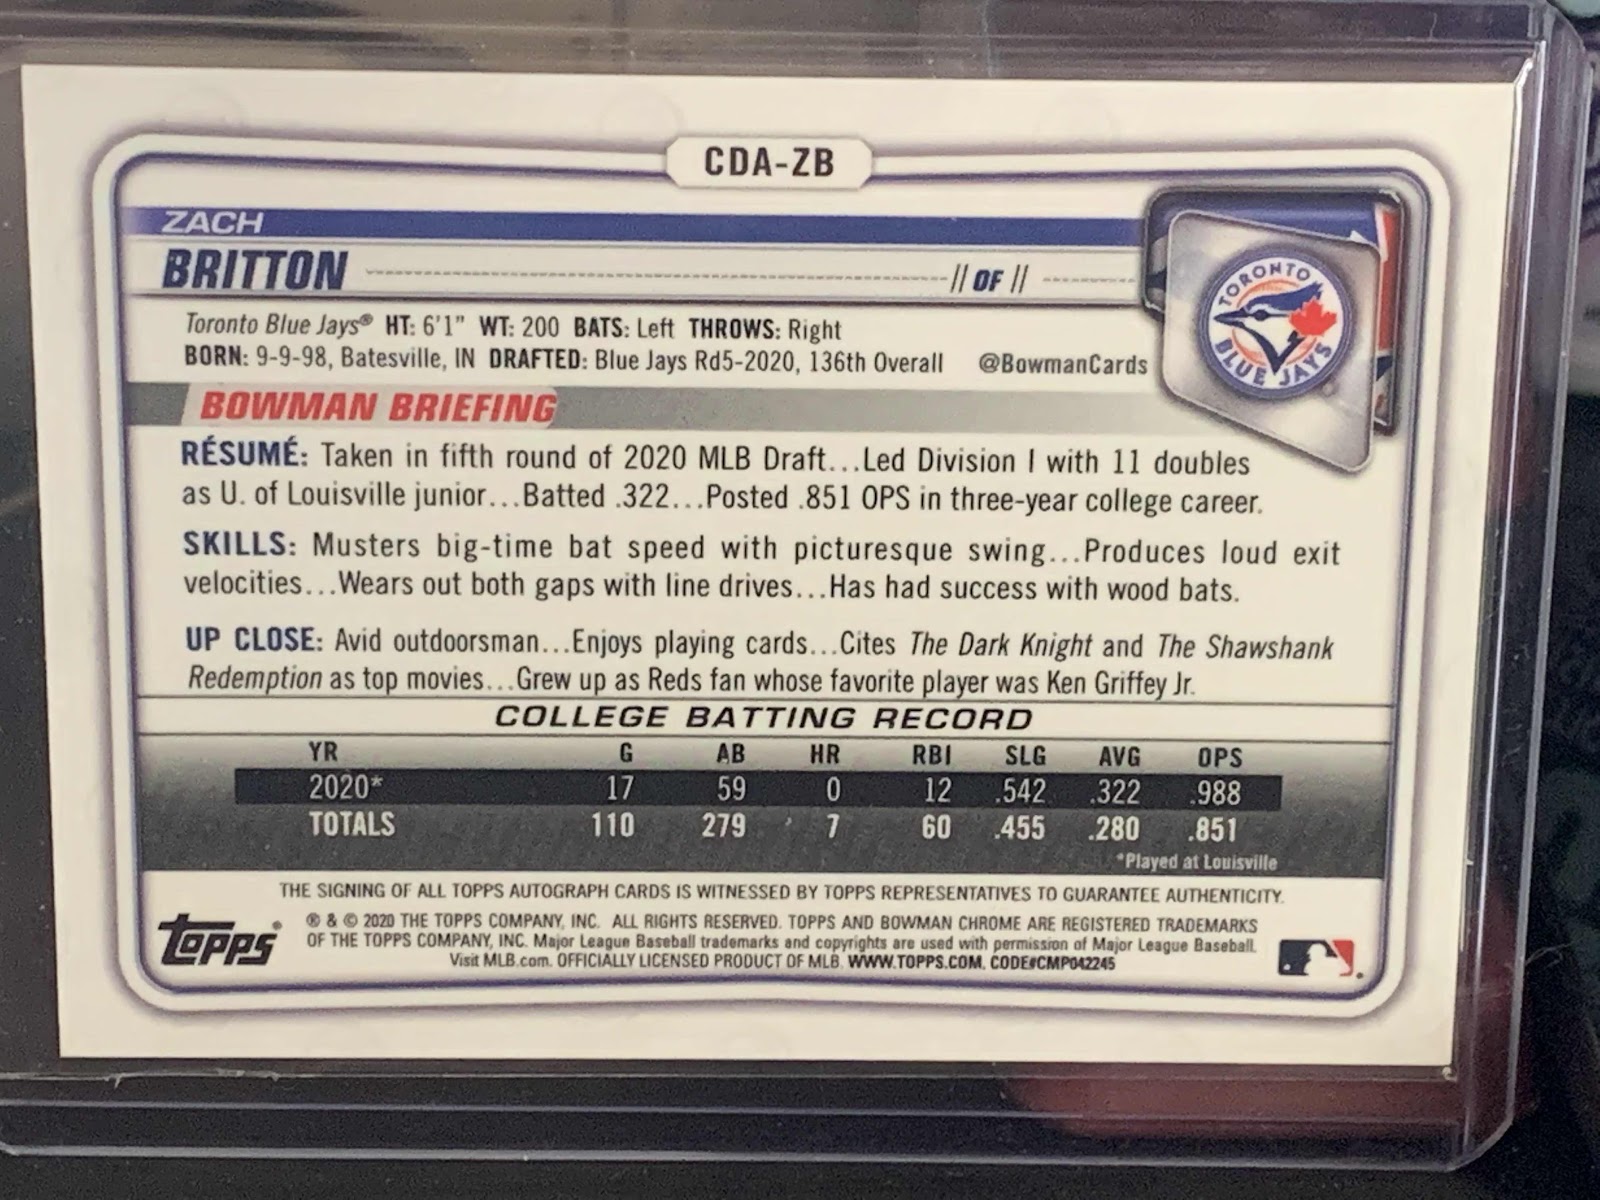 CDA-ZB
ZACH
BRITTON // OF //
Toronto Blue Jays® HT: 6'1" WT: 200 BATS: Left THROWS: Right
BORN: 9-9-98, Batesville, IN DRAFTED: Blue Jays Rd5-2020, 136th Overall @BowmanCards
TORONTO
BLUE JAYS
BOWMAN BRIEFING
RÉSUMÉ: Taken in fifth round of 2020 MLB Draft...Led Division I with 11 doubles
as U. of Louisville junior...Batted .322...Posted .851 OPS in three-year college career.
SKILLS: Musters big-time bat speed with picturesque swing...Produces loud exit
velocities...Wears out both gaps with line drives...Has had success with wood bats.
UP CLOSE: Avid outdoorsman...Enjoys playing cards...Cites The Dark Knight and The Shawshank
Redemption as top movies...Grew up as Reds fan whose favorite player was Ken Griffey Jr.
COLLEGE BATTING RECORD
YR G AB HR RBI SLG AVG OPS
2020* 17 59 0 12 .542 .322 .988
TOTALS 110 279 7 60 .455 .280 .851
*Played at Louisville
THE SIGNING OF ALL TOPPS AUTOGRAPH CARDS IS WITNESSED BY TOPPS REPRESENTATIVES TO GUARANTEE AUTHENTICITY.
Topps®
® & © 2020 THE TOPPS COMPANY, INC. ALL RIGHTS RESERVED. TOPPS AND BOWMAN CHROME ARE REGISTERED TRADEMARKS
OF THE TOPPS COMPANY, INC. Major League Baseball trademarks and copyrights are used with permission of Major League Baseball.
Visit MLB.com. OFFICIALLY LICENSED PRODUCT OF MLB. WWW.TOPPS.COM. CODE#CMP042245